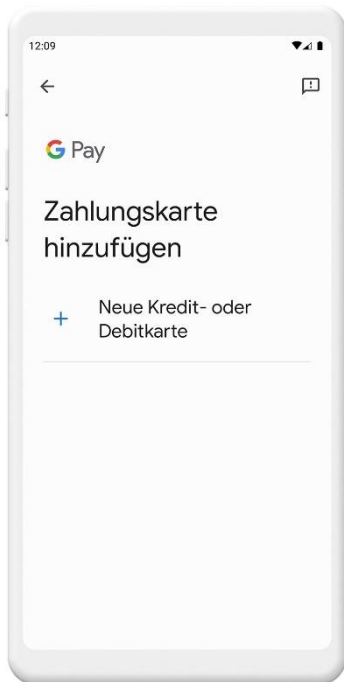 12:09
G Pay
Zahlungskarte
hinzufügen
+ Neue Kredit- oder
Debitkarte